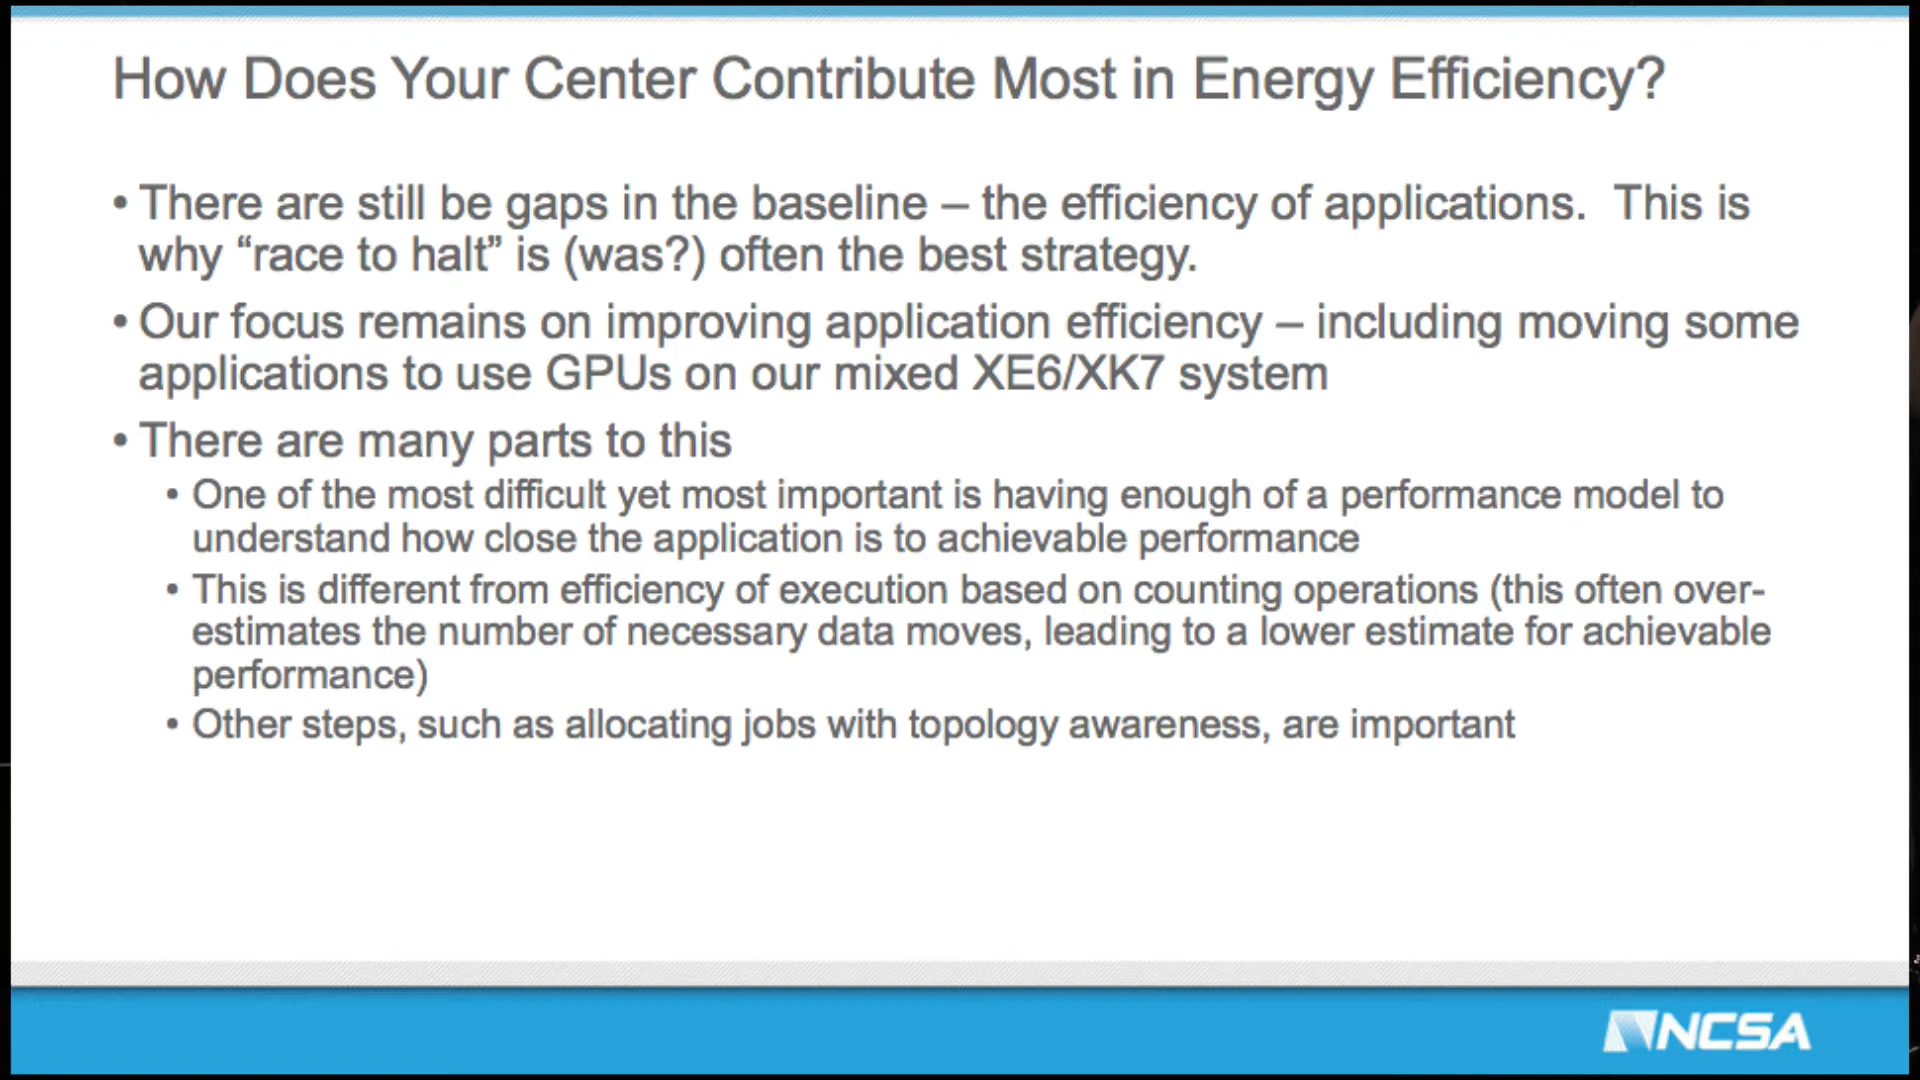 How Does Your Center Contribute Most in Energy Efficiency?
• There are still be gaps in the baseline – the efficiency of applications.  This is
why “race to halt” is (was?) often the best strategy.
• Our focus remains on improving application efficiency – including moving some
applications to use GPUs on our mixed XE6/XK7 system
• There are many parts to this
• One of the most difficult yet most important is having enough of a performance model to
understand how close the application is to achievable performance
• This is different from efficiency of execution based on counting operations (this often over-
estimates the number of necessary data moves, leading to a lower estimate for achievable
performance)
• Other steps, such as allocating jobs with topology awareness, are important
NCSA